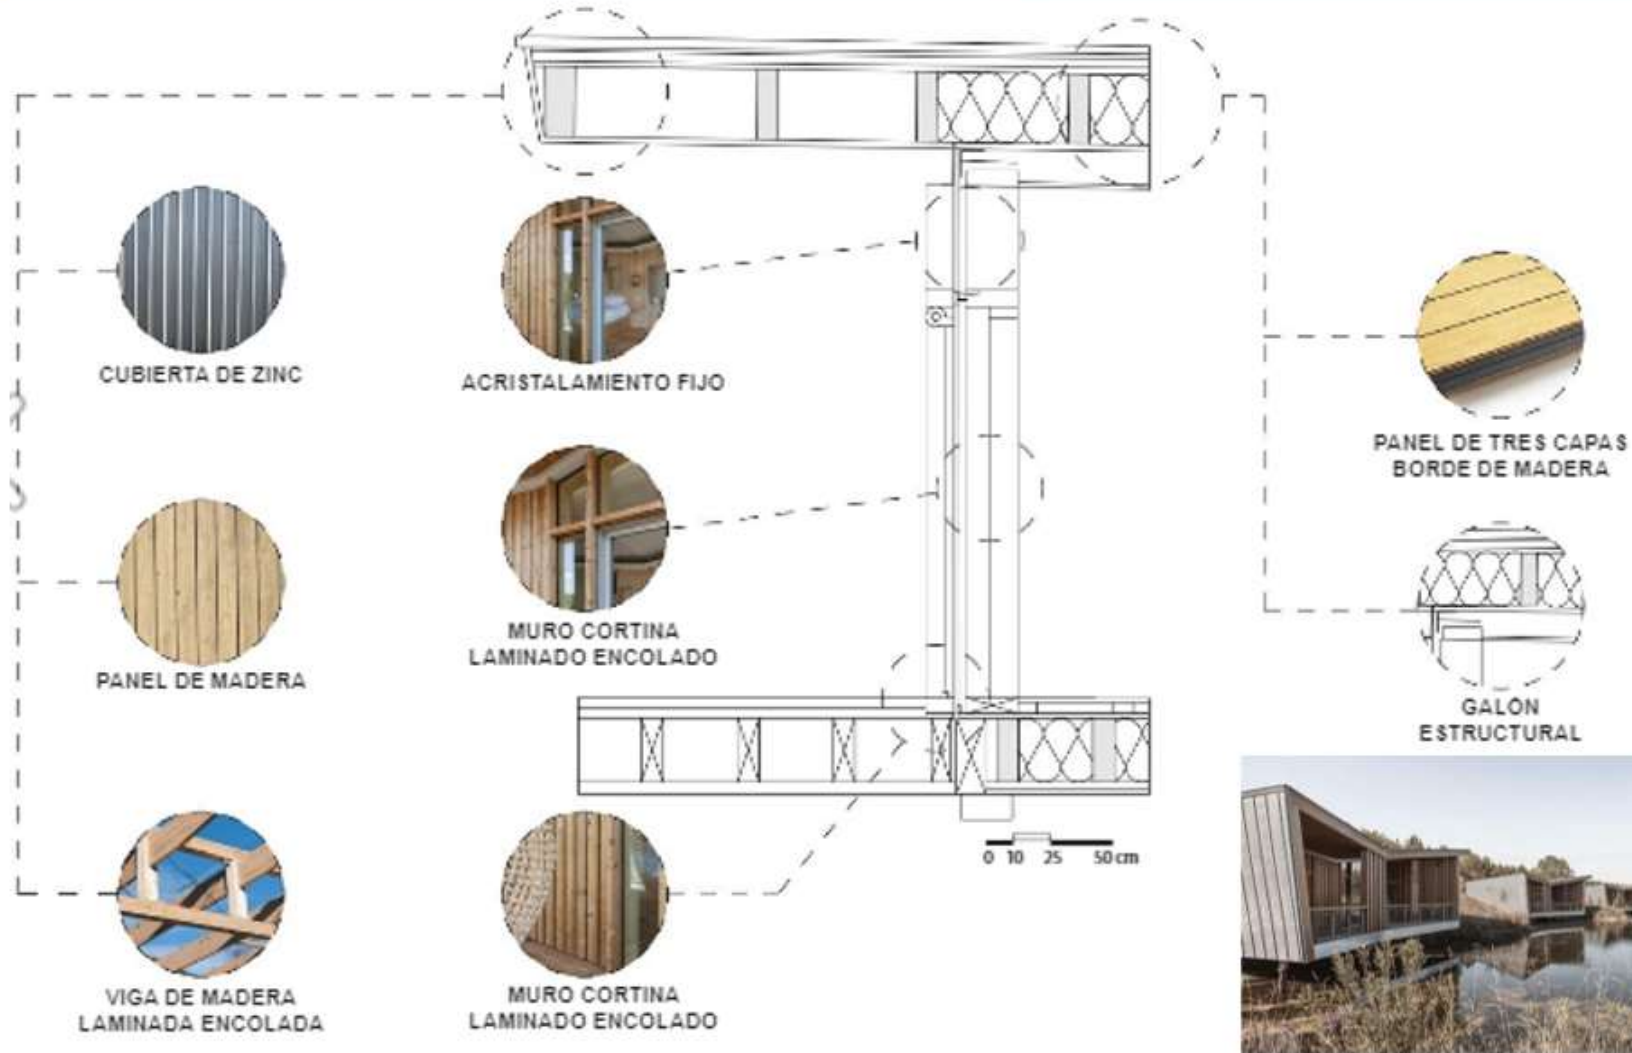 CUBIERTA DE ZINC
ACRISTALAMIENTO FIJO
PANEL DE TRES CAPAS
BORDE DE MADERA
MURO CORTINA
LAMINADO ENCOLADO
PANEL DE MADERA
GALÓN
ESTRUCTURAL
0 10 25 50 cm
VIGA DE MADERA
LAMINADA ENCOLADA
MURO CORTINA
LAMINADO ENCOLADO